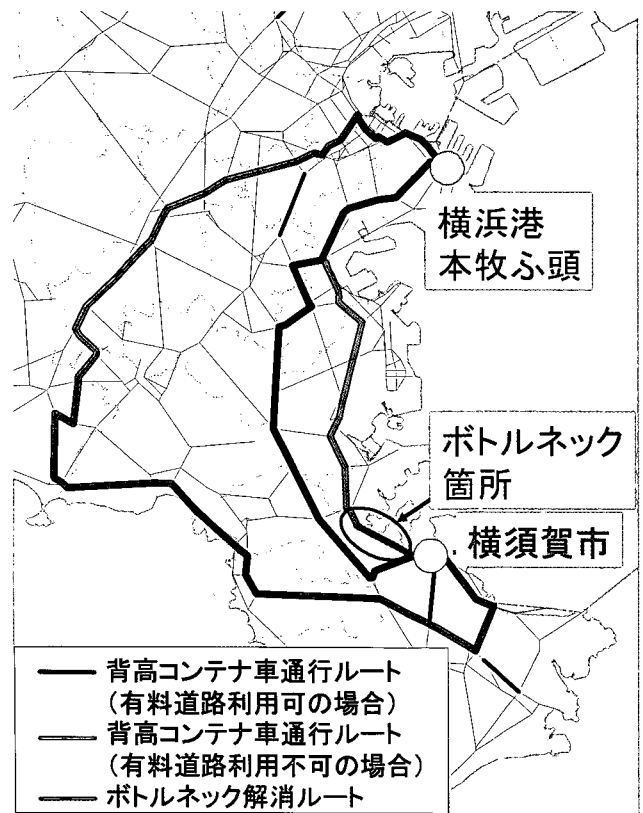 横浜港
本牧ふ頭
ボトルネック
箇所
横須賀市
背高コンテナ車通行ルート
(有料道路利用可の場合)
背高コンテナ車通行ルート
(有料道路利用不可の場合)
ボトルネック解消ルート